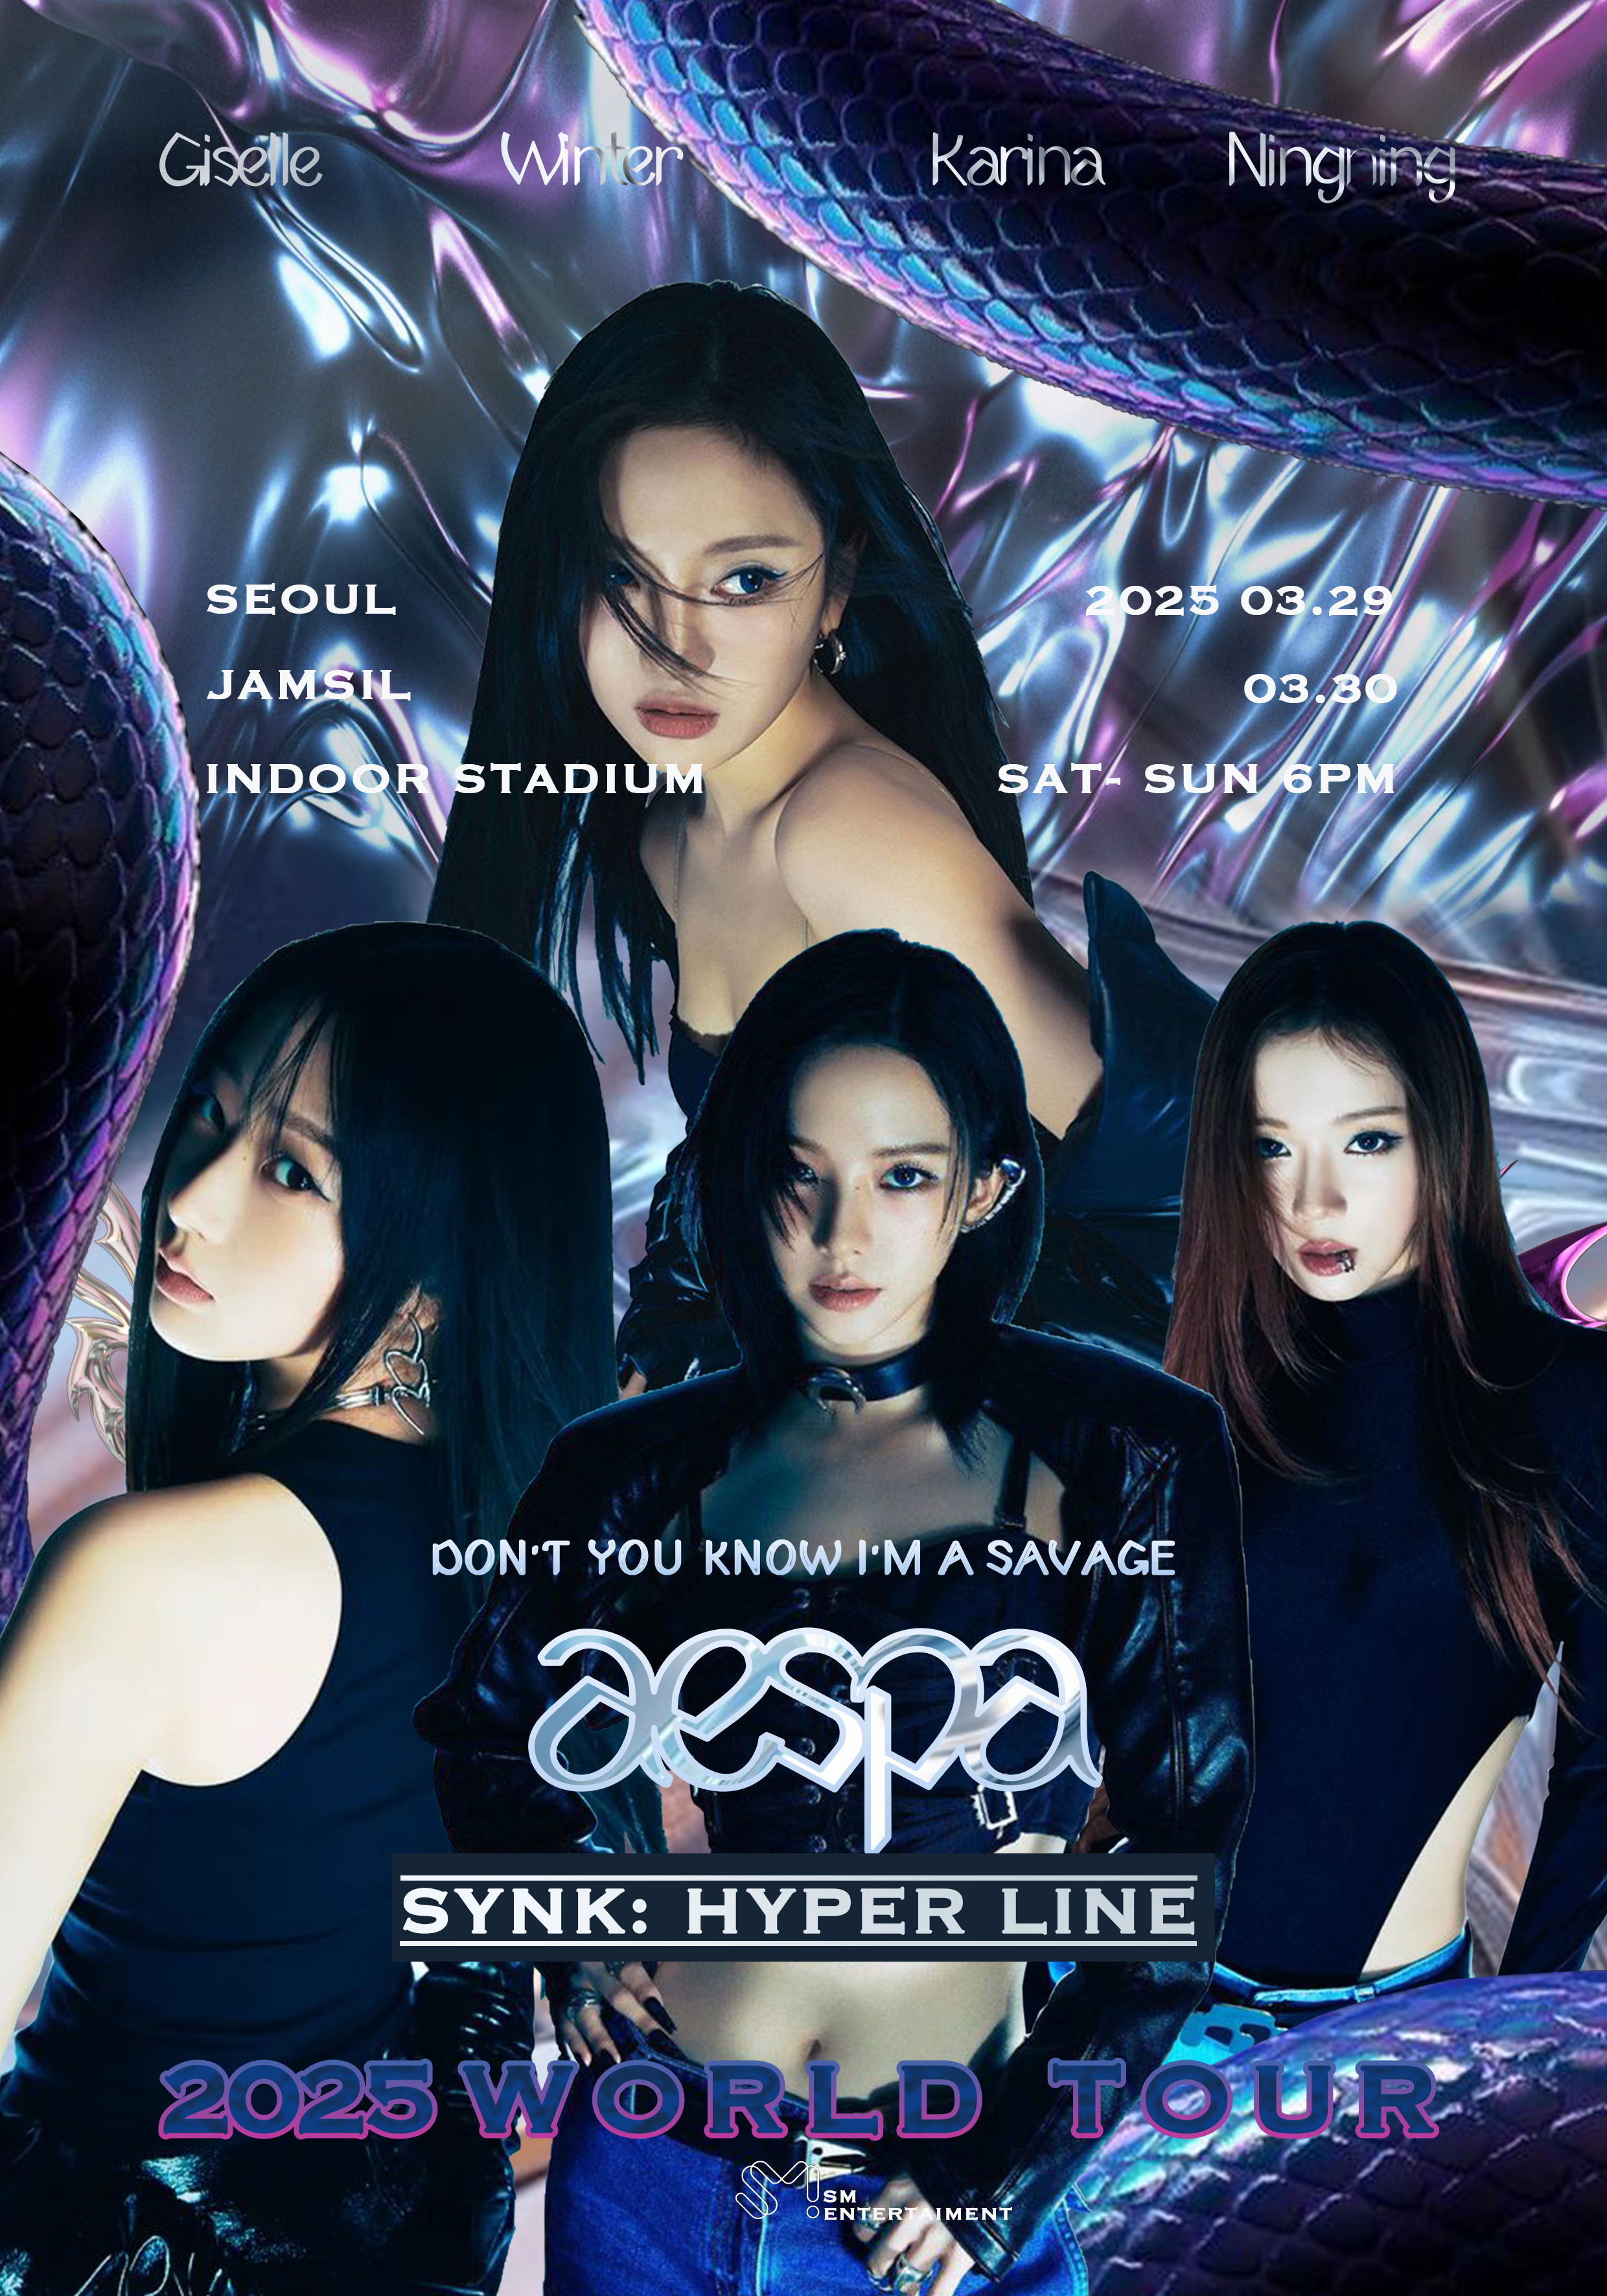 Giselle Winter Karina Ningning
SEOUL
JAMSIL
INDOOR STADIUM
2025 03.29
03.30
SAT- SUN 6PM
DON'T YOU KNOW I'M A SAVAGE
aespa
SYNK: HYPER LINE
2025 WORLD TOUR
SM
ENTERTAIMENT